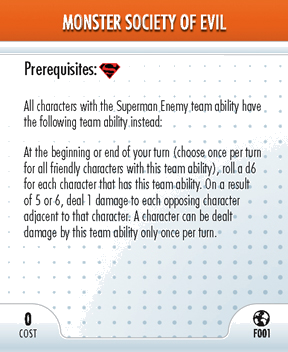 MONSTER SOCIETY OF EVIL
Prerequisites:
All characters with the Superman Enemy team ability have
the following team ability instead:
At the beginning or end of your turn (choose once per turn
for all friendly characters with this team ability), roll a d6
for each character that has this team ability. On a result
of 5 or 6, deal 1 damage to each opposing character
adjacent to that character. A character can be dealt
damage by this team ability only once per turn.
0
COST
F001